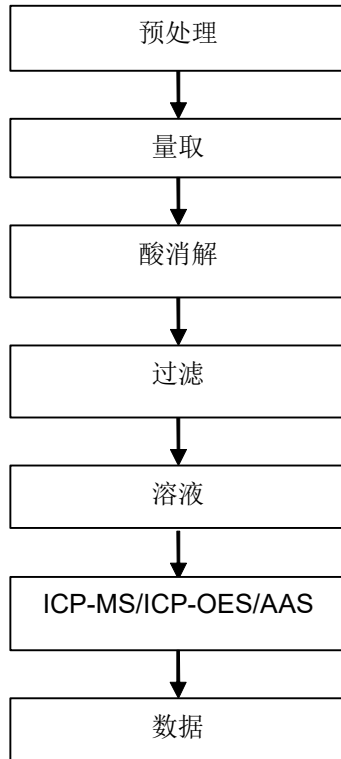 预处理
量取
酸消解
过滤
溶液
ICP-MS/ICP-OES/AAS
数据